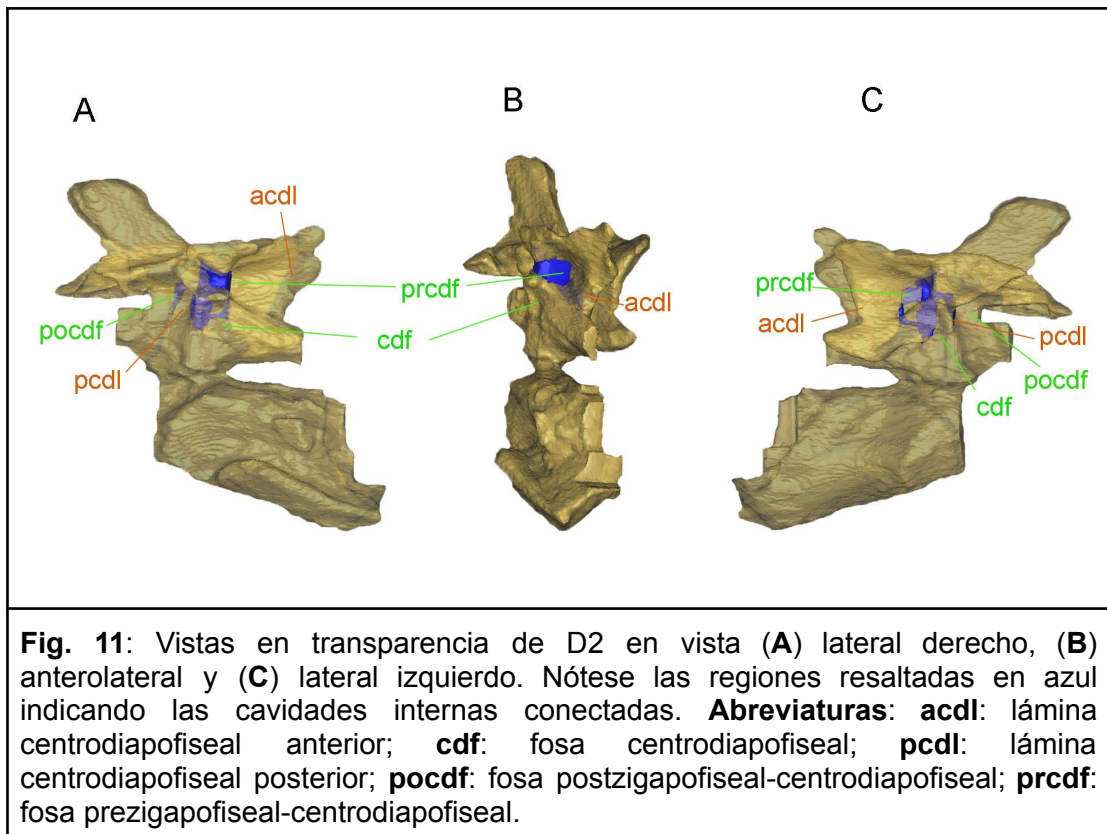 A
B
C
acdl
prcdf
prcdf
acdl
acdl
pocdf
cdf
pcdl
pcdl
pocdf
cdf
Fig. 11: Vistas en transparencia de D2 en vista (A) lateral derecho, (B)
anterolateral y (C) lateral izquierdo. Nótese las regiones resaltadas en azul
indicando las cavidades internas conectadas. Abreviaturas: acdl: lámina
centrodiapofiseal anterior; cdf: fosa centrodiapofiseal; pcdl: lámina
centrodiapofiseal posterior; pocdf: fosa postzigapofiseal-centrodiapofiseal; prcdf:
fosa prezigapofiseal-centrodiapofiseal.